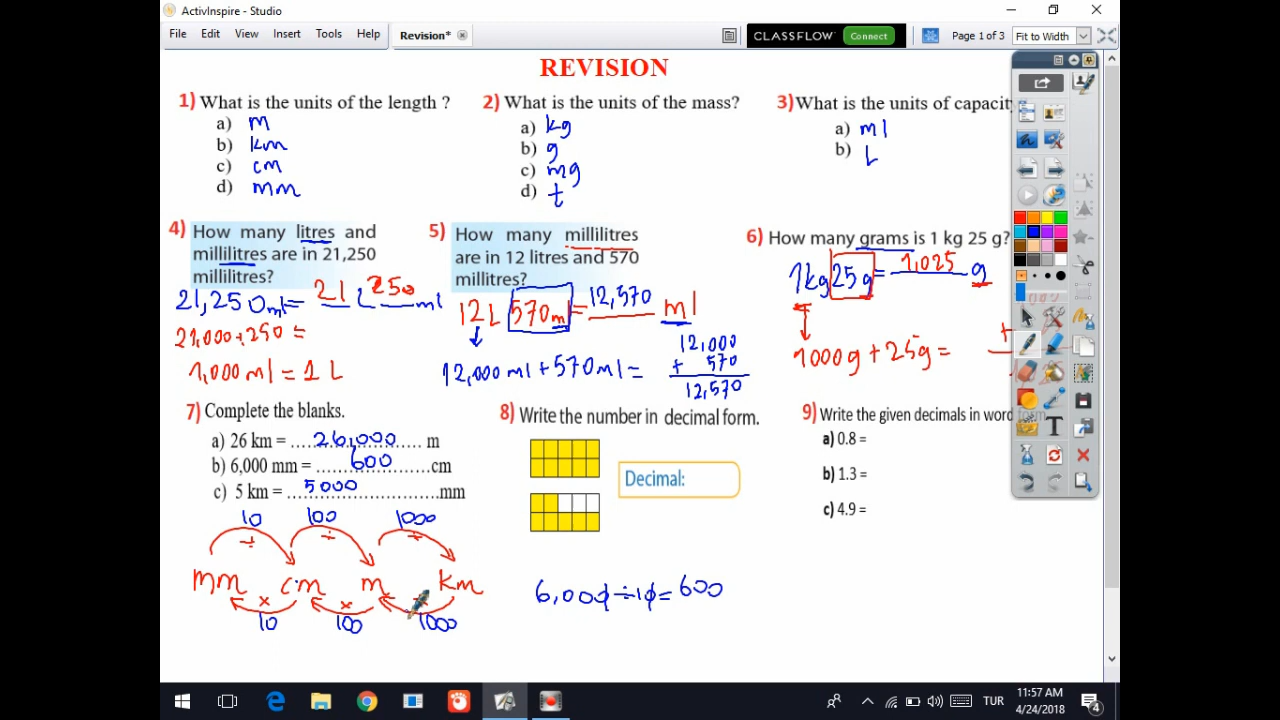 ActivInspire - Studio
File Edit View Insert Tools Help Revision* CLASSFLOW Connect Page 1 of 3 Fit to Width
REVISION
1) What is the units of the length ?
a) m
b) km
c) cm
d) mm
2) What is the units of the mass?
a) kg
b) g
c) mg
d) t
3) What is the units of capacity
a) ml
b) L
4) How many litres and
millilitres are in 21,250
millilitres?
21,250ml= 21 L 250 ml
21,000+250 =
1,000 ml = 1 L
5) How many millilitres
are in 12 litres and 570
millitres?
12L 570ml = 12,570 ml
12,000 ml + 570 ml =
12,000
+ 570
12,570
6) How many grams is 1 kg 25 g?
1kg 25g = 1,025 g
1000g + 25g =
+
7) Complete the blanks.
a) 26 km = ....26,000.... m
b) 6,000 mm = ....600.... cm
c) 5 km = ....5000.... mm
10 100 1000
÷ ÷ ÷
mm cm m km
× × ×
10 100 1000
8) Write the number in decimal form.
Decimal:
6,000 ÷ 10 = 600
9) Write the given decimals in word form
a) 0.8 =
b) 1.3 =
c) 4.9 =
TUR
11:57 AM
4/24/2018
4